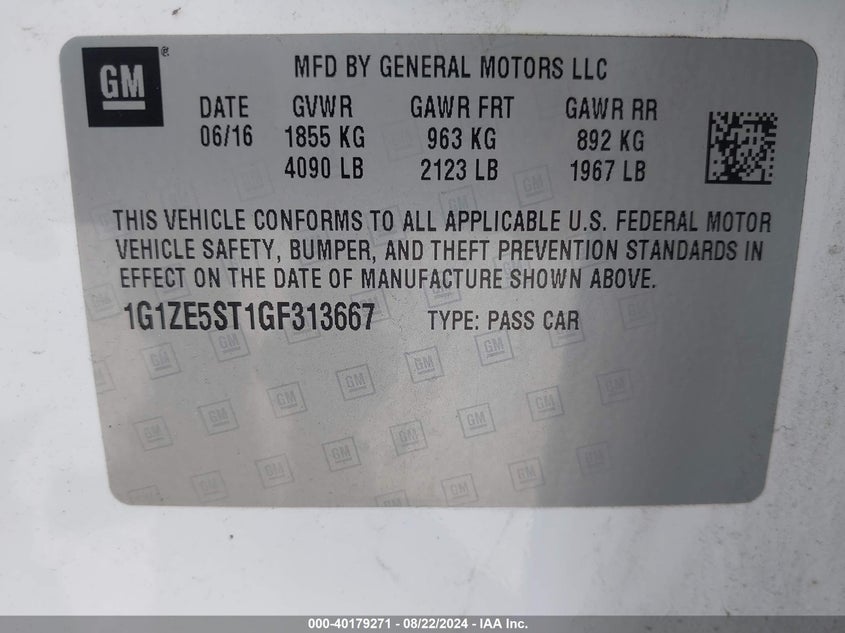 GM®
MFD BY GENERAL MOTORS LLC
DATE GVWR GAWR FRT GAWR RR
06/16 1855 KG 963 KG 892 KG
4090 LB 2123 LB 1967 LB
THIS VEHICLE CONFORMS TO ALL APPLICABLE U.S. FEDERAL MOTOR
VEHICLE SAFETY, BUMPER, AND THEFT PREVENTION STANDARDS IN
EFFECT ON THE DATE OF MANUFACTURE SHOWN ABOVE.
1G1ZE5ST1GF313667 TYPE: PASS CAR
000-40179271 - 08/22/2024 - IAA Inc.